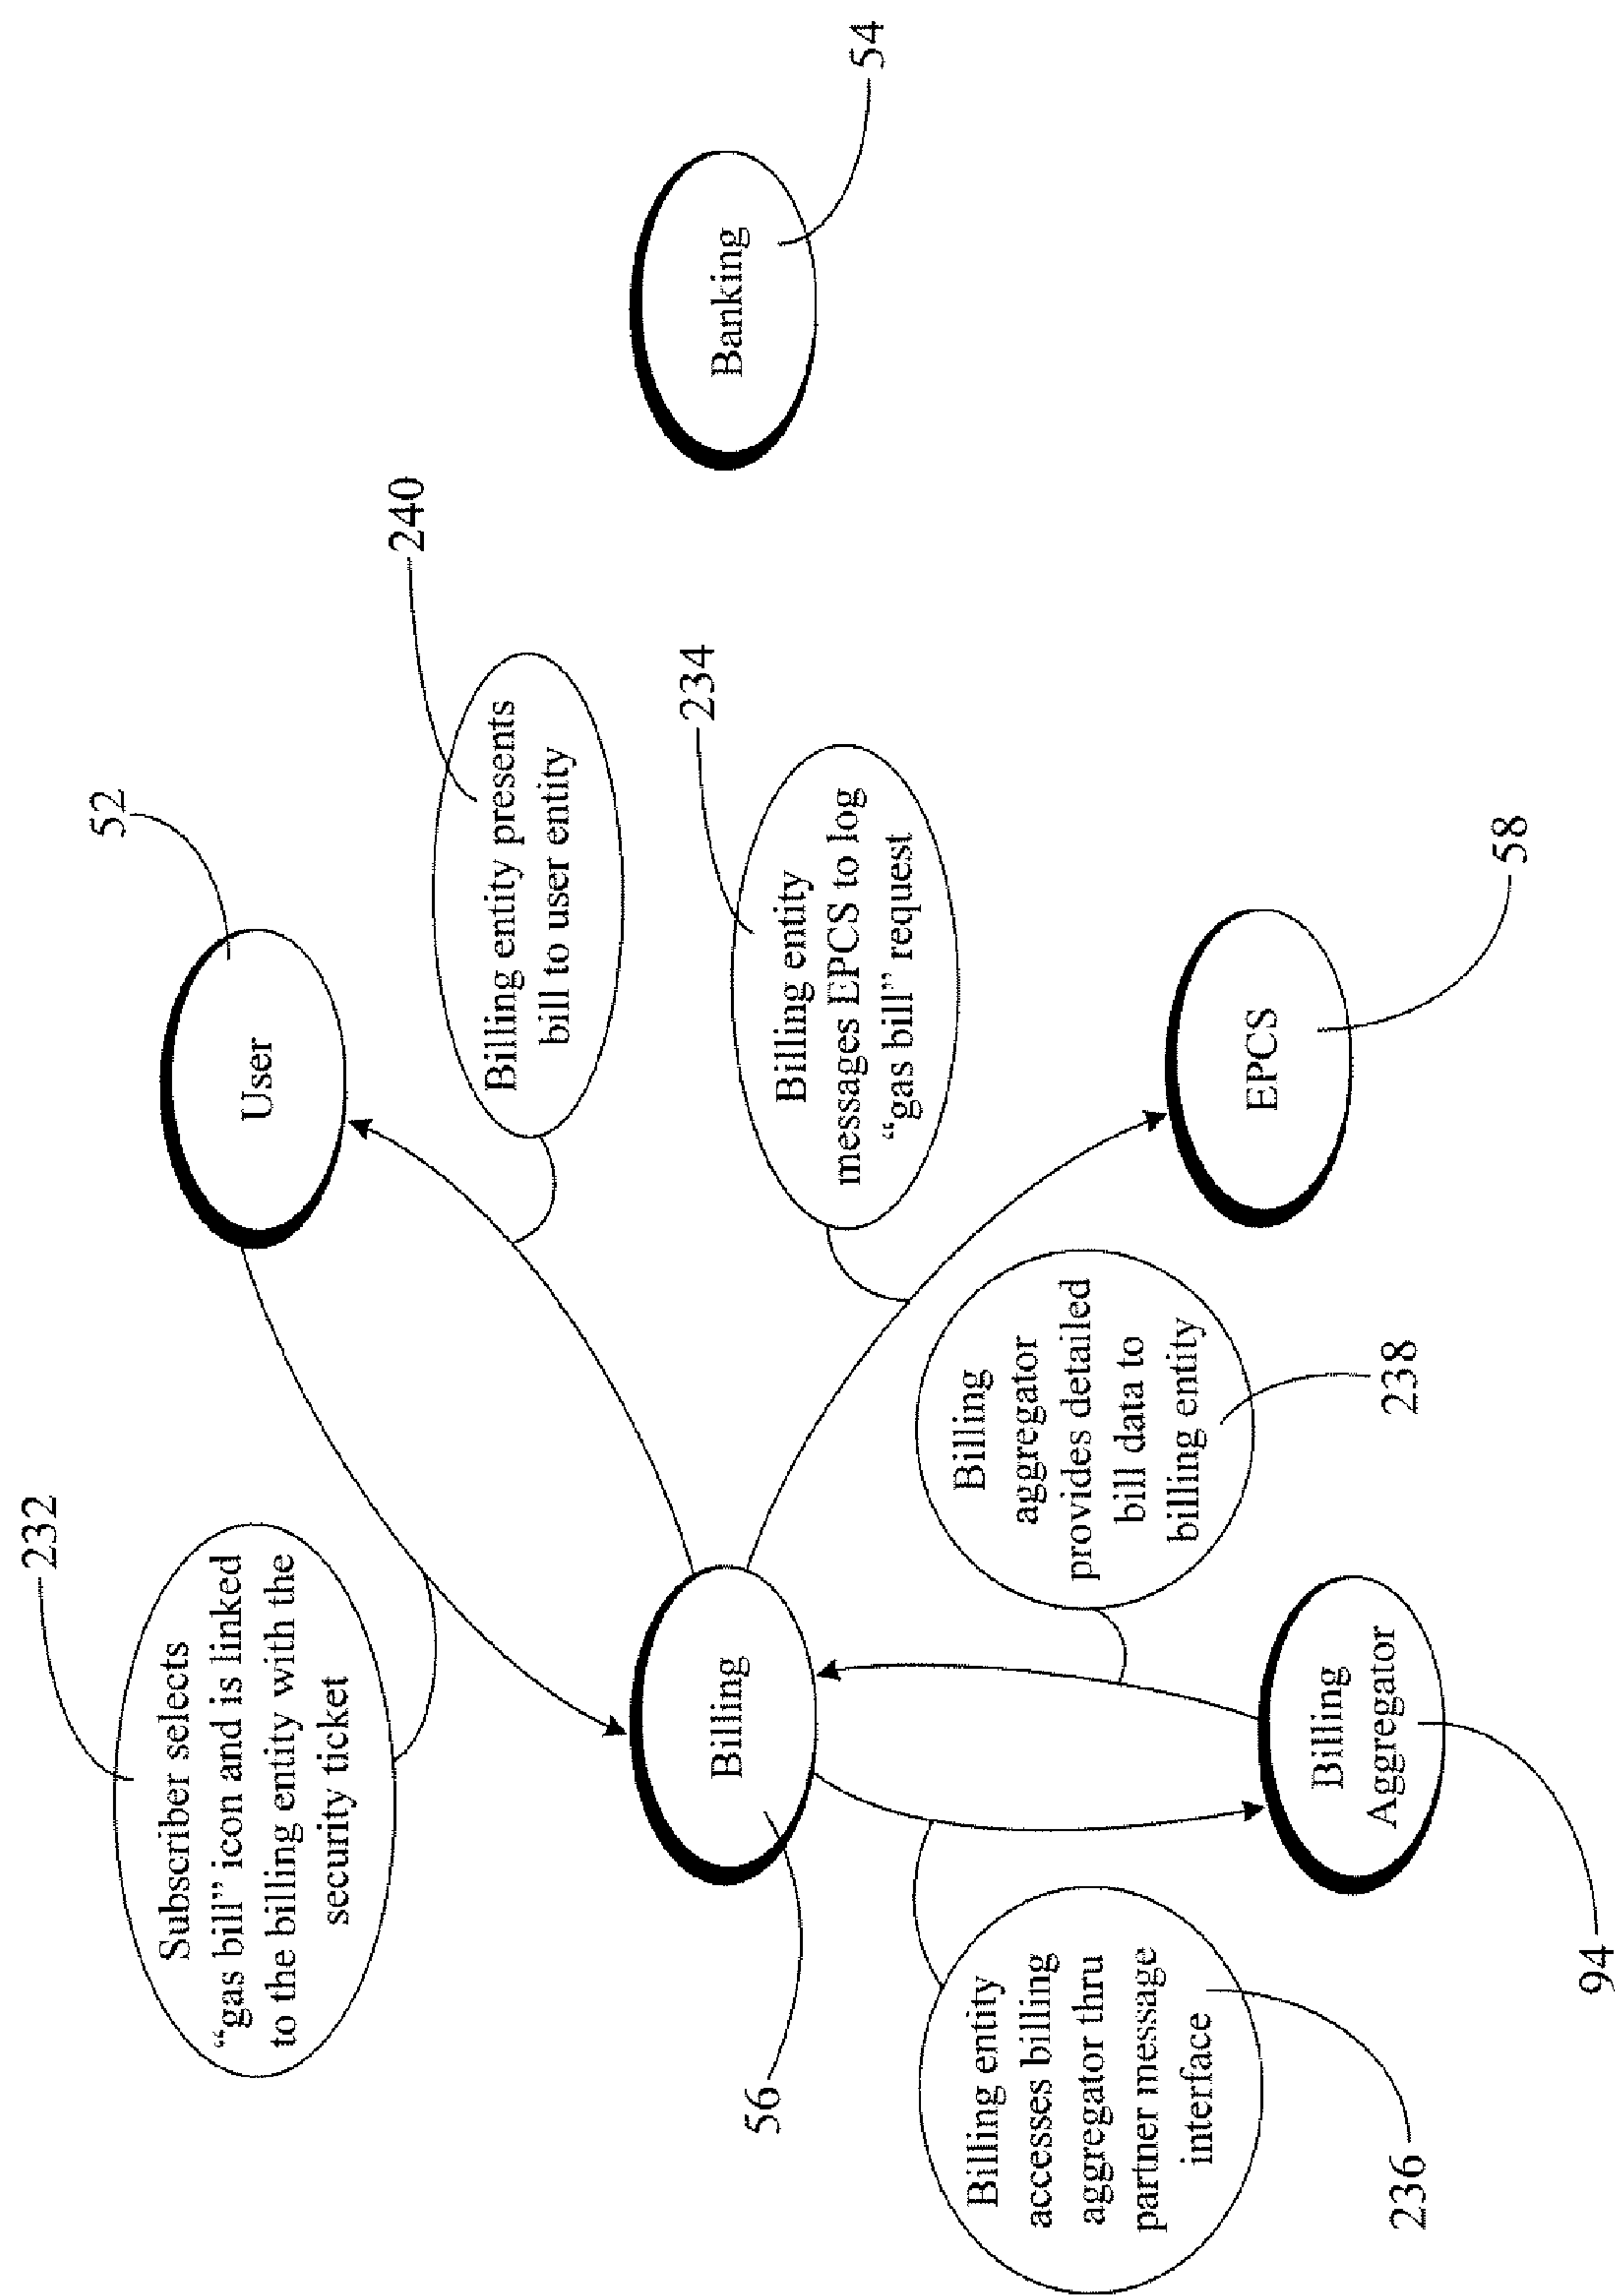 232
Subscriber selects
“gas bill” icon and is linked
to the billing entity with the
security ticket
52
User
240
Billing entity presents
bill to user entity
56
Billing
234
Billing entity
messages EPCS to log
“gas bill” request
Banking
54
236
Billing entity
accesses billing
aggregator thru
partner message
interface
Billing
aggregator
provides detailed
bill data to
billing entity
238
EPCS
58
Billing
Aggregator
94